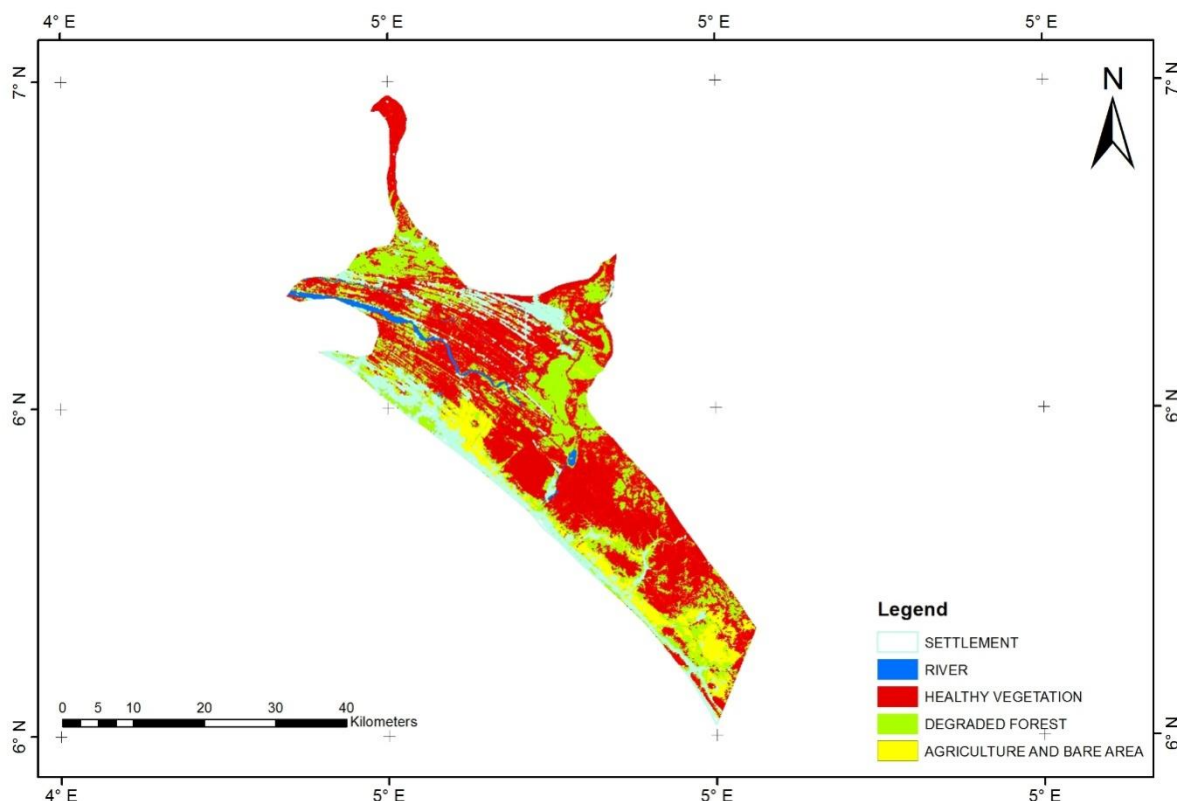 4° E 5° E 5° E 5° E
7° N 7° N
N
6° N 6° N
Legend
SETTLEMENT
RIVER
HEALTHY VEGETATION
DEGRADED FOREST
AGRICULTURE AND BARE AREA
0 5 10 20 30 40
Kilometers
6° N 6° N
4° E 5° E 5° E 5° E